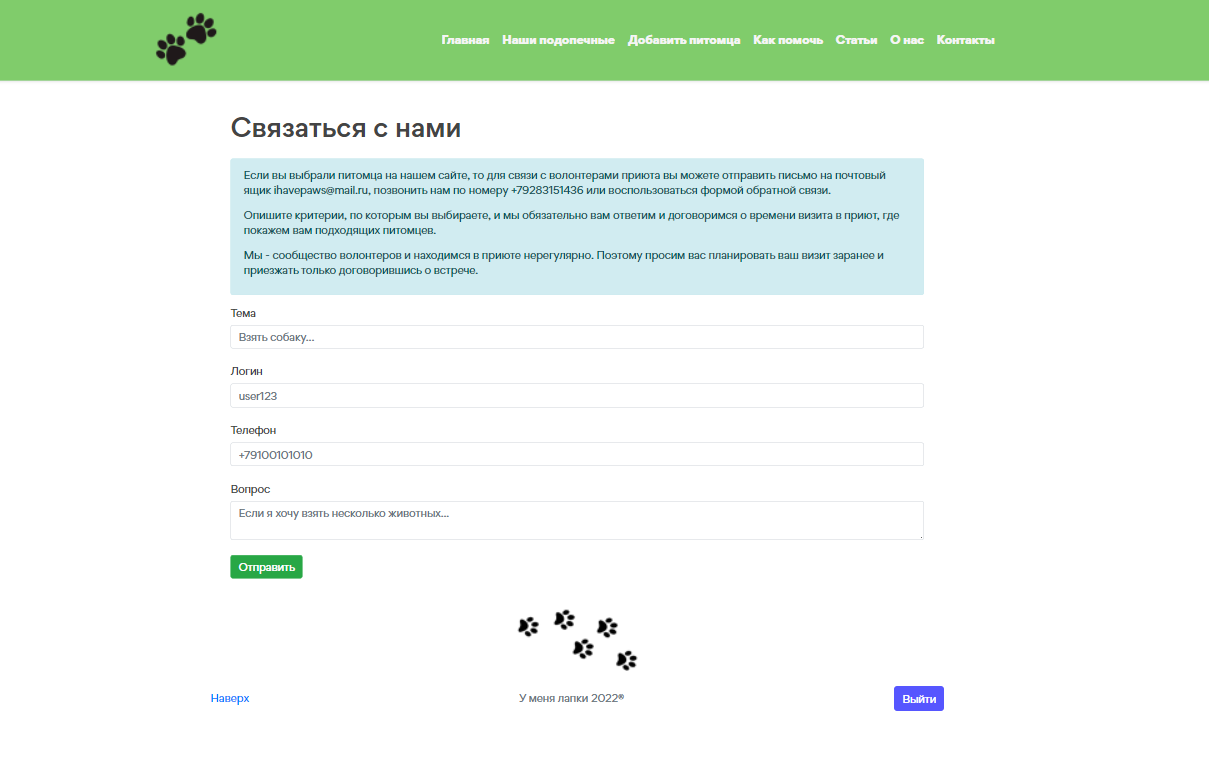 Главная Наши подопечные Добавить питомца Как помочь Статьи О нас Контакты
Связаться с нами
Если вы выбрали питомца на нашем сайте, то для связи с волонтерами приюта вы можете отправить письмо на почтовый
ящик ihavepaws@mail.ru, позвонить нам по номеру +79283151436 или воспользоваться формой обратной связи.
Опишите критерии, по которым вы выбираете, и мы обязательно вам ответим и договоримся о времени визита в приют, где
покажем вам подходящих питомцев.
Мы - сообщество волонтеров и находимся в приюте нерегулярно. Поэтому просим вас планировать ваш визит заранее и
приезжать только договорившись о встрече.
Тема
Взять собаку...
Логин
user123
Телефон
+79100101010
Вопрос
Если я хочу взять несколько животных...
Отправить
Наверх У меня лапки 2022® Выйти